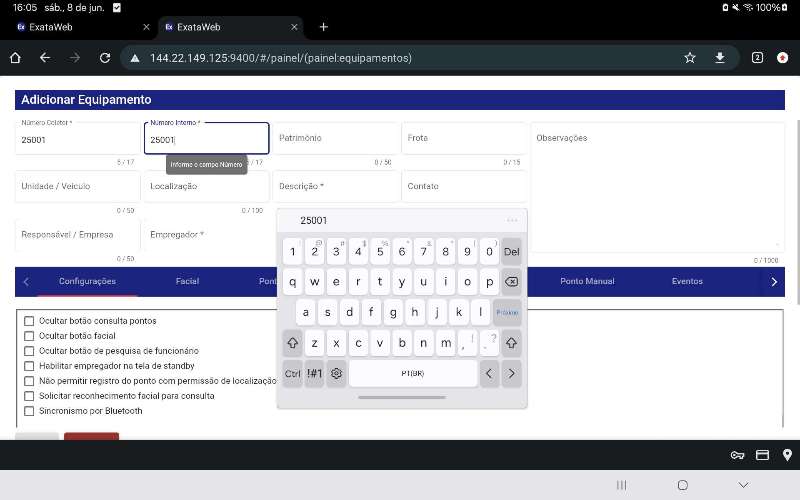 16:05 sáb., 8 de jun. 100%
ExataWeb ExataWeb
144.22.149.125:9400/#/painel/(painel:equipamentos) 2
Adicionar Equipamento
Número Coletor * Número Interno *
25001 25001 Patrimônio Frota Observações
5 / 17 / 17 0 / 50 0 / 15
Informe o campo Número
Unidade / Veículo Localização Descrição * Contato
0 / 50 0 / 100
25001
Responsável / Empresa Empregador *
0 / 50 0 / 1000
Configurações Facial Pont Ponto Manual Eventos
1 2 3 4 5 6 7 8 9 0 Del
q w e r t y u i o p
a s d f g h j k l Próximo
z x c v b n m , ! . ?
Ctrl !#1 PT(BR)
Ocultar botão consulta pontos
Ocultar botão facial
Ocultar botão de pesquisa de funcionário
Habilitar empregador na tela de standby
Não permitir registro do ponto com permissão de localização
Solicitar reconhecimento facial para consulta
Sincronismo por Bluetooth